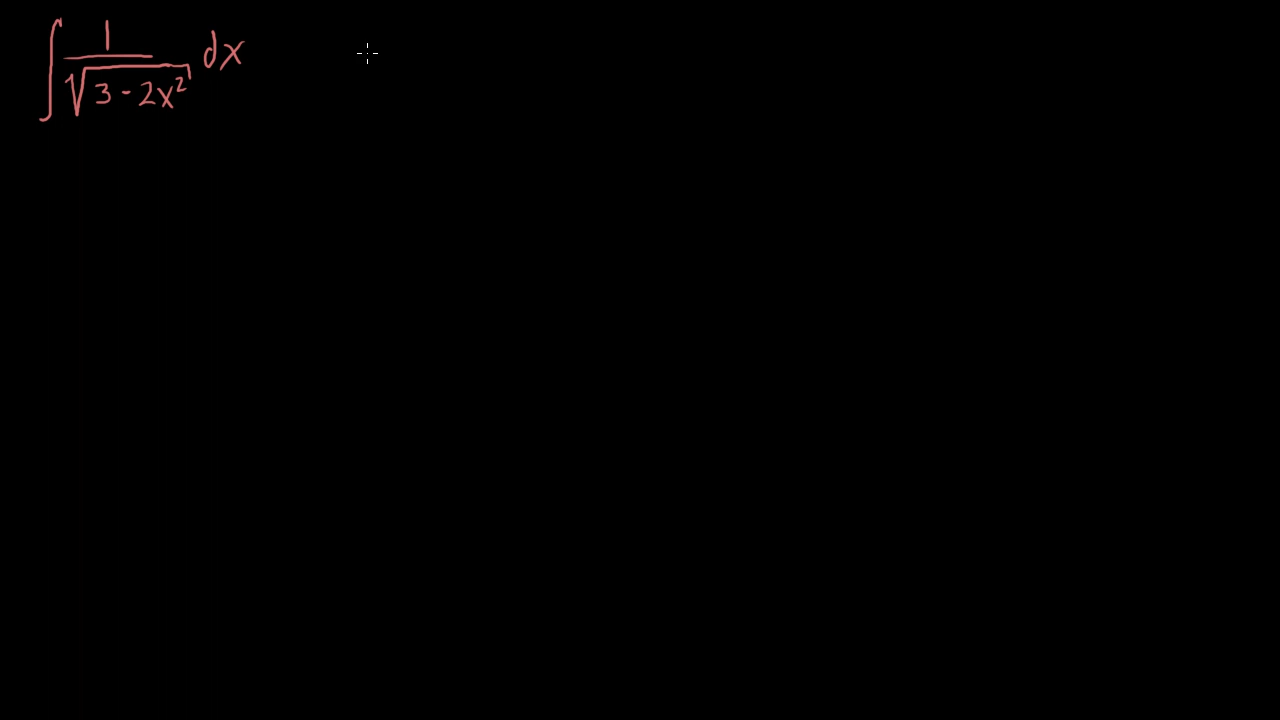 ∫ 1/√(3 - 2x²) dx